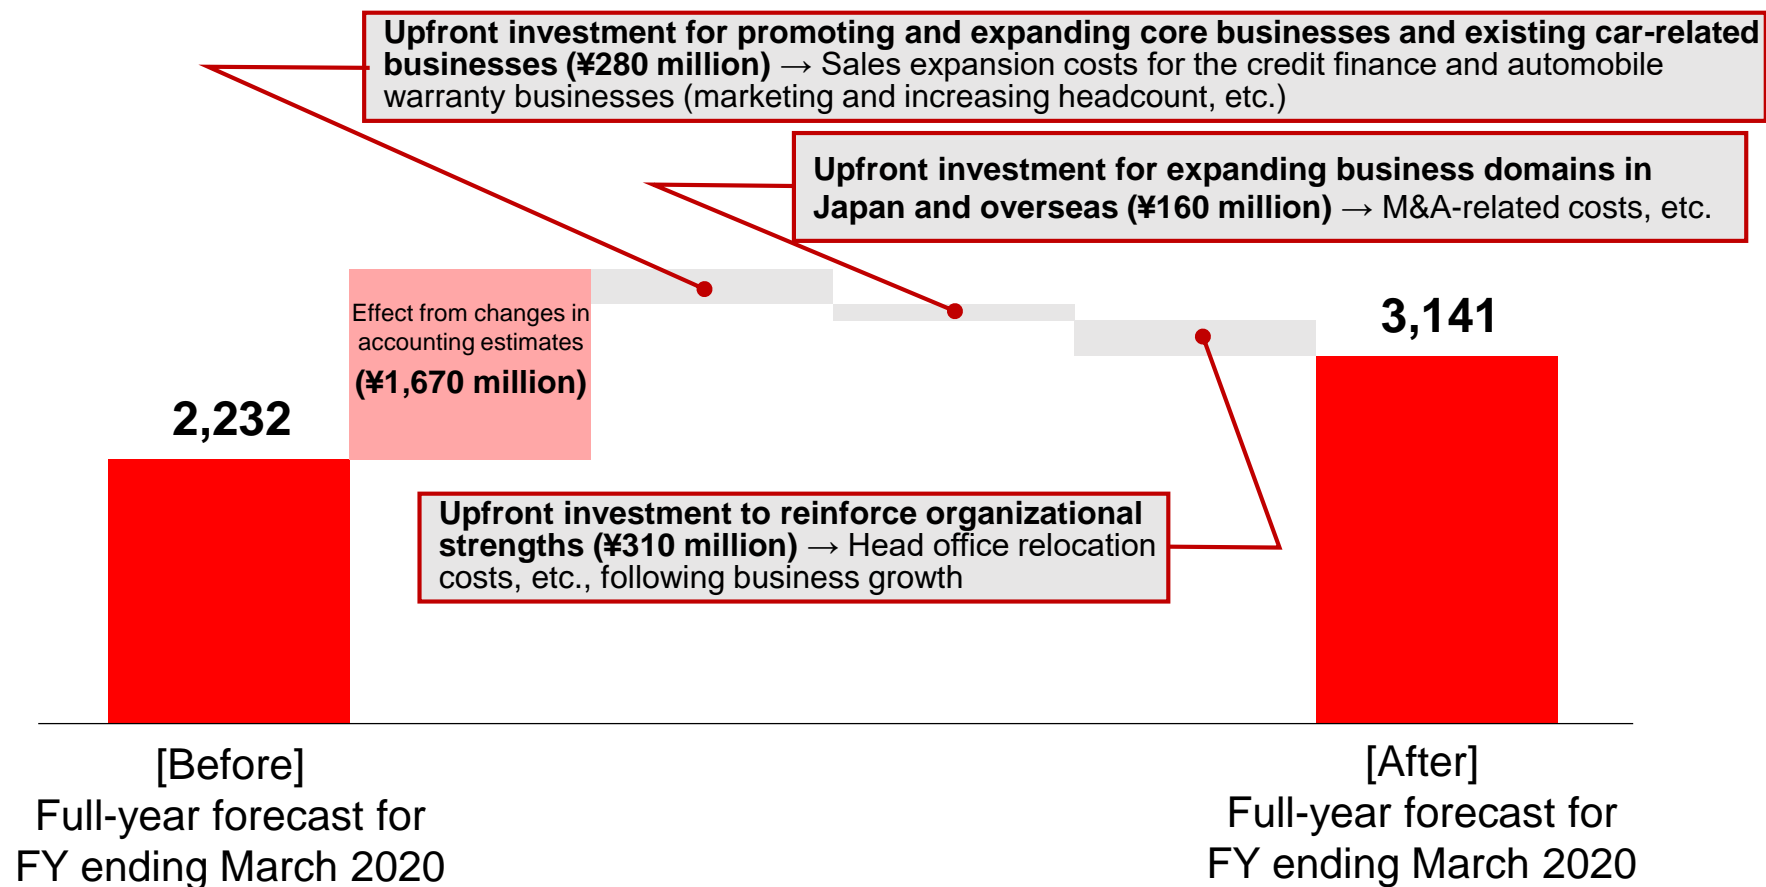 Upfront investment for promoting and expanding core businesses and existing car-related
businesses (¥280 million) → Sales expansion costs for the credit finance and automobile
warranty businesses (marketing and increasing headcount, etc.)
Upfront investment for expanding business domains in
Japan and overseas (¥160 million) → M&A-related costs, etc.
Effect from changes in
accounting estimates
(¥1,670 million)
3,141
2,232
Upfront investment to reinforce organizational
strengths (¥310 million) → Head office relocation
costs, etc., following business growth
[Before]
Full-year forecast for
FY ending March 2020
[After]
Full-year forecast for
FY ending March 2020